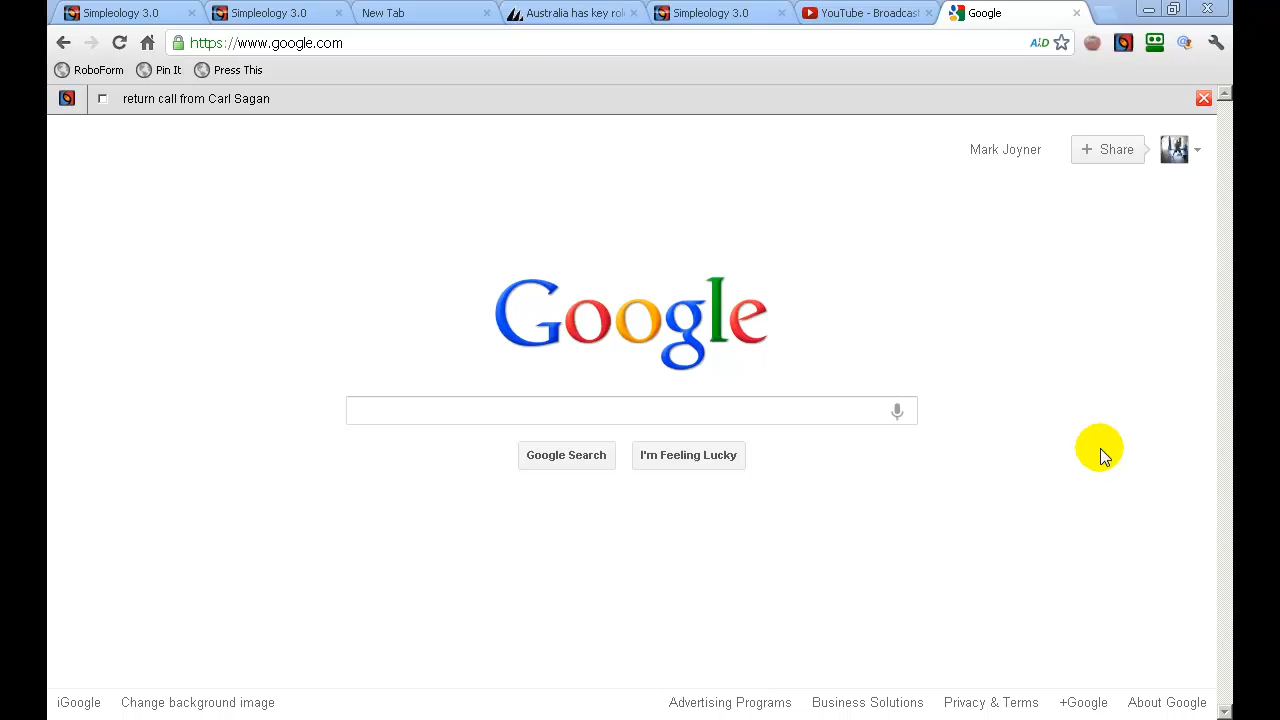 Simpleology 3.0
Simpleology 3.0
New Tab
Australia has key rol
Simpleology 3.
YouTube - Broadcas
Google
https://www.google.com
RoboForm
Pin It
Press This
return call from Carl Sagan
Mark Joyner
+ Share
Google
Google Search
I'm Feeling Lucky
iGoogle
Change background image
Advertising Programs
Business Solutions
Privacy & Terms
+Google
About Google